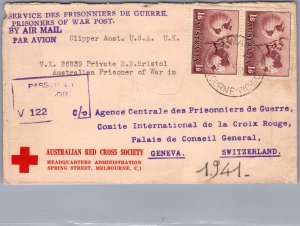 SERVICE DES PRISONNIERS DE GUERRE.
PRISONERS OF WAR POST.
BY AIR MAIL
PAR AVION
Clipper Aust. U.S.A. U.K.
V.X. 26839 Private R.D.Bristol
Australian Prisoner of War in
1/6
1/6
V 122
c/o Agence Centrale des Prisonniers de Guerre,
Comite International de la Croix Rouge,
Palais de Conseil General,
GENEVA. SWITZERLAND.
AUSTRALIAN RED CROSS SOCIETY
HEADQUARTERS ADMINISTRATION
SPRING STREET, MELBOURNE, C.1
1941.